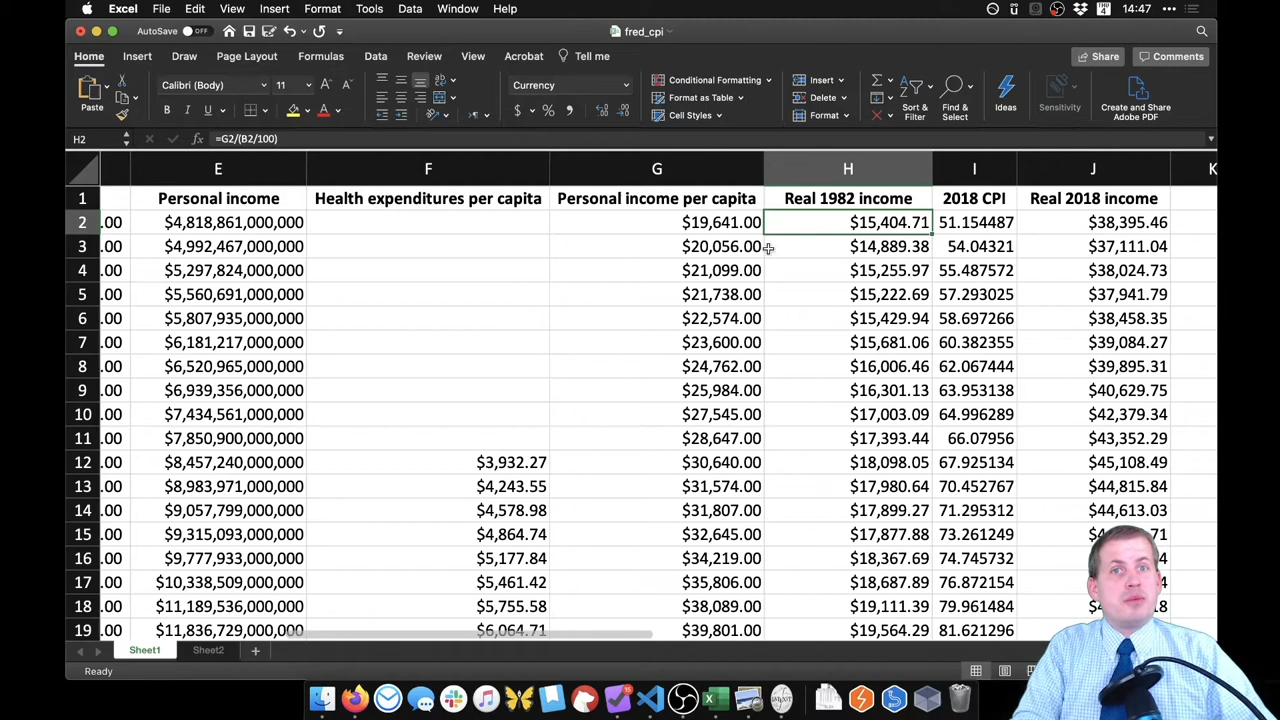 Excel File Edit View Insert Format Tools Data Window Help THU 4 14:47
AutoSave OFF fred_cpi
Home Insert Draw Page Layout Formulas Data Review View Acrobat Tell me Share Comments
Paste Calibri (Body) 11 Currency Conditional Formatting Format as Table Cell Styles Insert Delete Format Sort & Filter Find & Select Ideas Sensitivity Create and Share Adobe PDF
H2 fx =G2/(B2/100)
E F G H I J K
1 Personal income Health expenditures per capita Personal income per capita Real 1982 income 2018 CPI Real 2018 income
2 .00 $4,818,861,000,000 $19,641.00 $15,404.71 51.154487 $38,395.46
3 .00 $4,992,467,000,000 $20,056.00 $14,889.38 54.04321 $37,111.04
4 .00 $5,297,824,000,000 $21,099.00 $15,255.97 55.487572 $38,024.73
5 .00 $5,560,691,000,000 $21,738.00 $15,222.69 57.293025 $37,941.79
6 .00 $5,807,935,000,000 $22,574.00 $15,429.94 58.697266 $38,458.35
7 .00 $6,181,217,000,000 $23,600.00 $15,681.06 60.382355 $39,084.27
8 .00 $6,520,965,000,000 $24,762.00 $16,006.46 62.067444 $39,895.31
9 .00 $6,939,356,000,000 $25,984.00 $16,301.13 63.953138 $40,629.75
10 .00 $7,434,561,000,000 $27,545.00 $17,003.09 64.996289 $42,379.34
11 .00 $7,850,900,000,000 $28,647.00 $17,393.44 66.07956 $43,352.29
12 .00 $8,457,240,000,000 $3,932.27 $30,640.00 $18,098.05 67.925134 $45,108.49
13 .00 $8,983,971,000,000 $4,243.55 $31,574.00 $17,980.64 70.452767 $44,815.84
14 .00 $9,057,799,000,000 $4,578.98 $31,807.00 $17,899.27 71.295312 $44,613.03
15 .00 $9,315,093,000,000 $4,864.74 $32,645.00 $17,877.88 73.261249
16 .00 $9,777,933,000,000 $5,177.84 $34,219.00 $18,367.69 74.745732
17 .00 $10,338,509,000,000 $5,461.42 $35,806.00 $18,687.89 76.872154
18 .00 $11,189,536,000,000 $5,755.58 $38,089.00 $19,111.39 79.961484
19 .00 $11,836,729,000,000 $6,064.71 $39,801.00 $19,564.29 81.621296
Sheet1 Sheet2 +
Ready